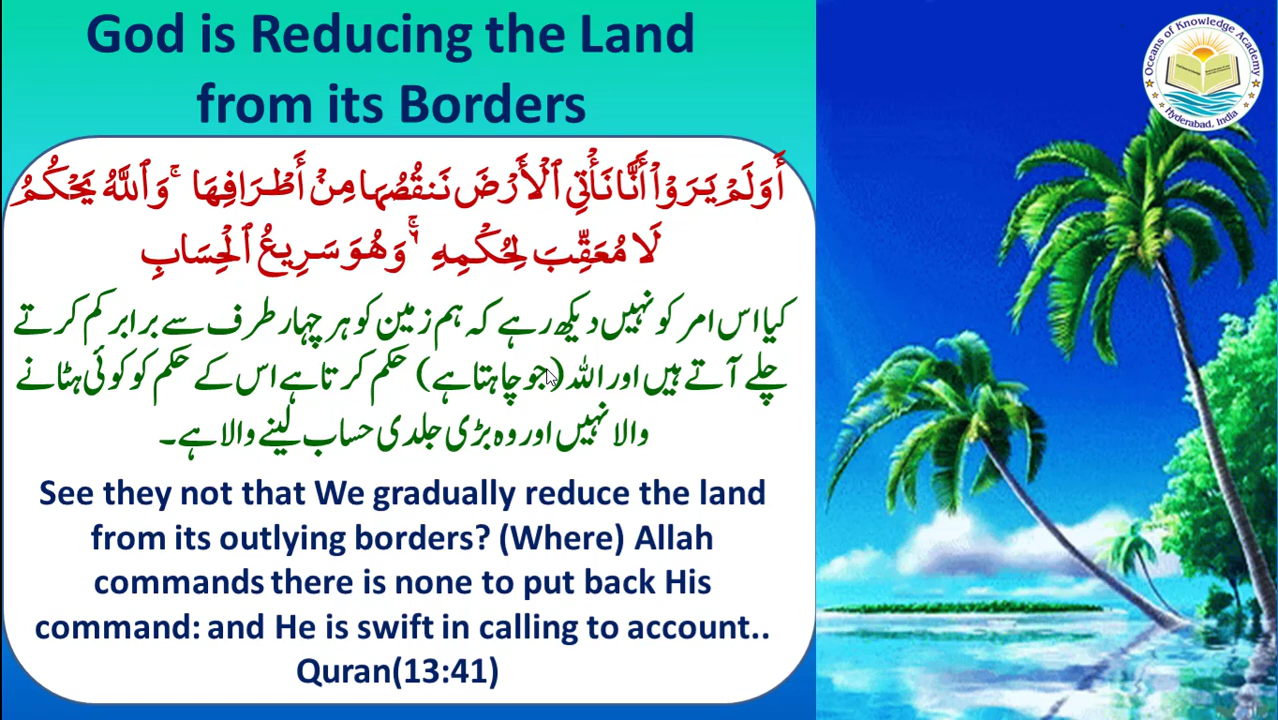 God is Reducing the Land
from its Borders
أَوَلَمْ يَرَوْا۟ أَنَّا نَأْتِى ٱلْأَرْضَ نَنقُصُهَا مِنْ أَطْرَافِهَا ۚ وَٱللَّهُ يَحْكُمُ
لَا مُعَقِّبَ لِحُكْمِهِۦ ۚ وَهُوَ سَرِيعُ ٱلْحِسَابِ
کیا اس امر کو نہیں دیکھ رہے کہ ہم زمین کو ہر چہار طرف سے برابر کم کرتے
چلے آتے ہیں اور اللہ (جو چاہتا ہے) حکم کرتا ہے اس کے حکم کو کوئی ہٹانے
والا نہیں اور وہ بڑی جلدی حساب لینے والا ہے۔
See they not that We gradually reduce the land
from its outlying borders? (Where) Allah
commands there is none to put back His
command: and He is swift in calling to account..
Quran(13:41)
Oceans of Knowledge Academy
Hyderabad, India